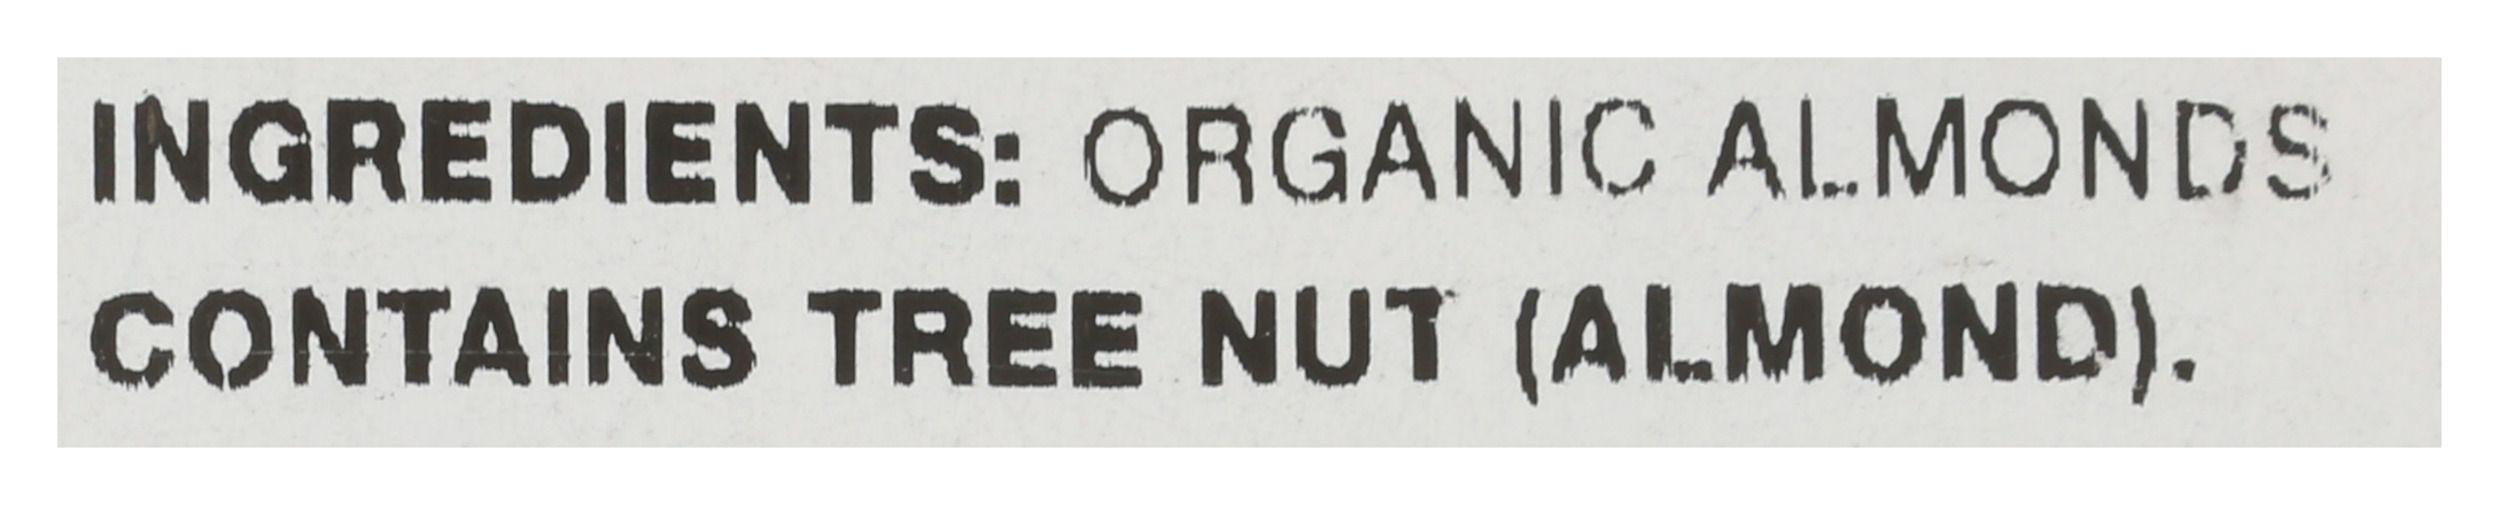 INGREDIENTS: ORGANIC ALMONDS
CONTAINS TREE NUT (ALMOND).